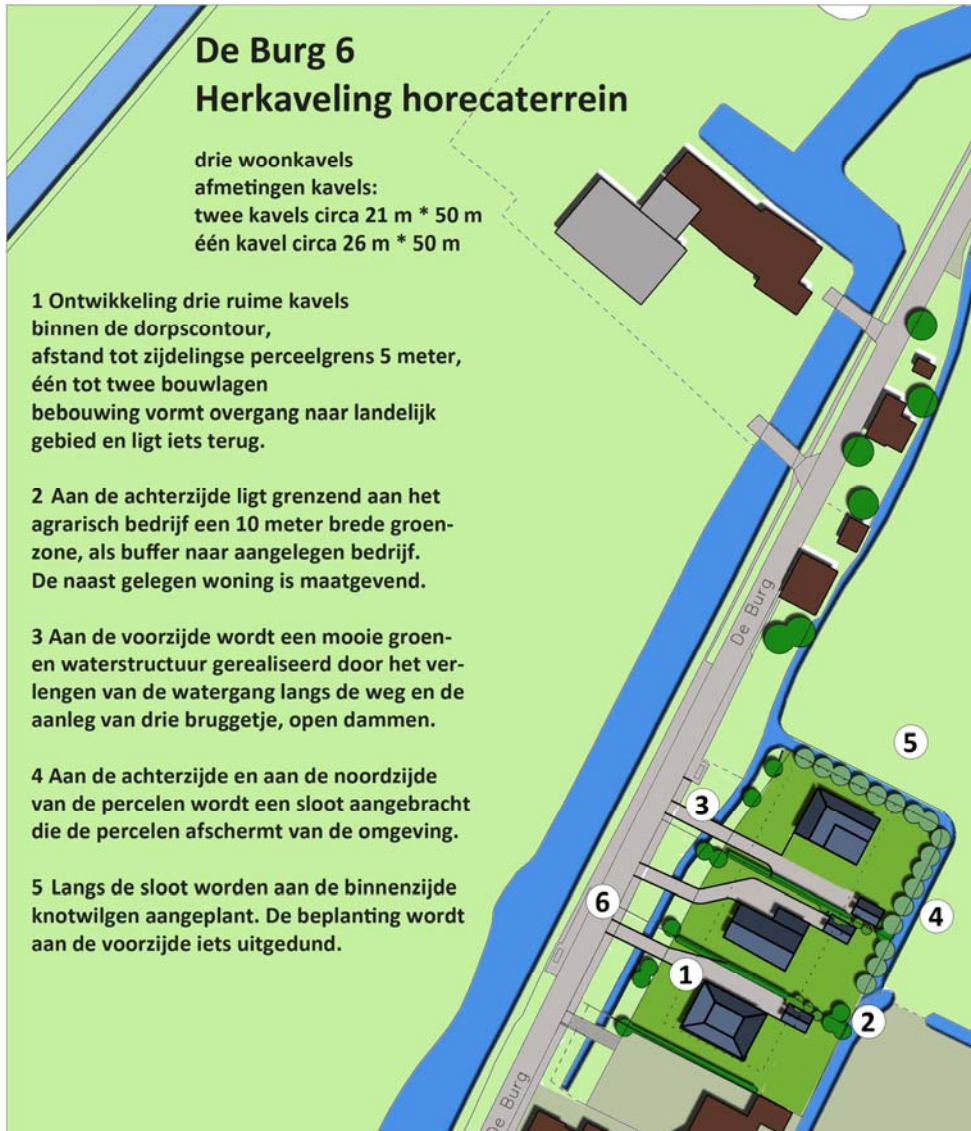 De Burg 6
Herkaveling horecaterrein
drie woonkavels
afmetingen kavels:
twee kavels circa 21 m * 50 m
één kavel circa 26 m * 50 m
1 Ontwikkeling drie ruime kavels
binnen de dorpscontour,
afstand tot zijdelingse perceelgrens 5 meter,
één tot twee bouwlagen
bebouwing vormt overgang naar landelijk
gebied en ligt iets terug.
2 Aan de achterzijde ligt grenzend aan het
agrarisch bedrijf een 10 meter brede groen-
zone, als buffer naar aangelegen bedrijf.
De naast gelegen woning is maatgevend.
3 Aan de voorzijde wordt een mooie groen-
en waterstructuur gerealiseerd door het ver-
lengen van de watergang langs de weg en de
aanleg van drie bruggetje, open dammen.
4 Aan de achterzijde en aan de noordzijde
van de percelen wordt een sloot aangebracht
die de percelen afschermt van de omgeving.
5 Langs de sloot worden aan de binnenzijde
knotwilgen aangeplant. De beplanting wordt
aan de voorzijde iets uitgedund.
De Burg
5
3
6
4
1
2
De Burg